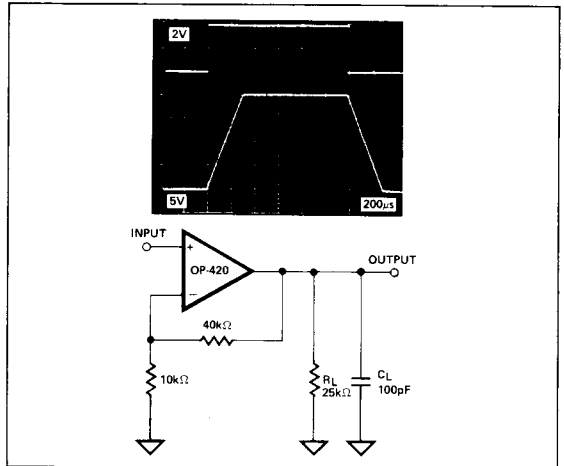 2V
5V
200μs
INPUT
+
OP-420
−
OUTPUT
40kΩ
10kΩ
RL
25kΩ
CL
100pF